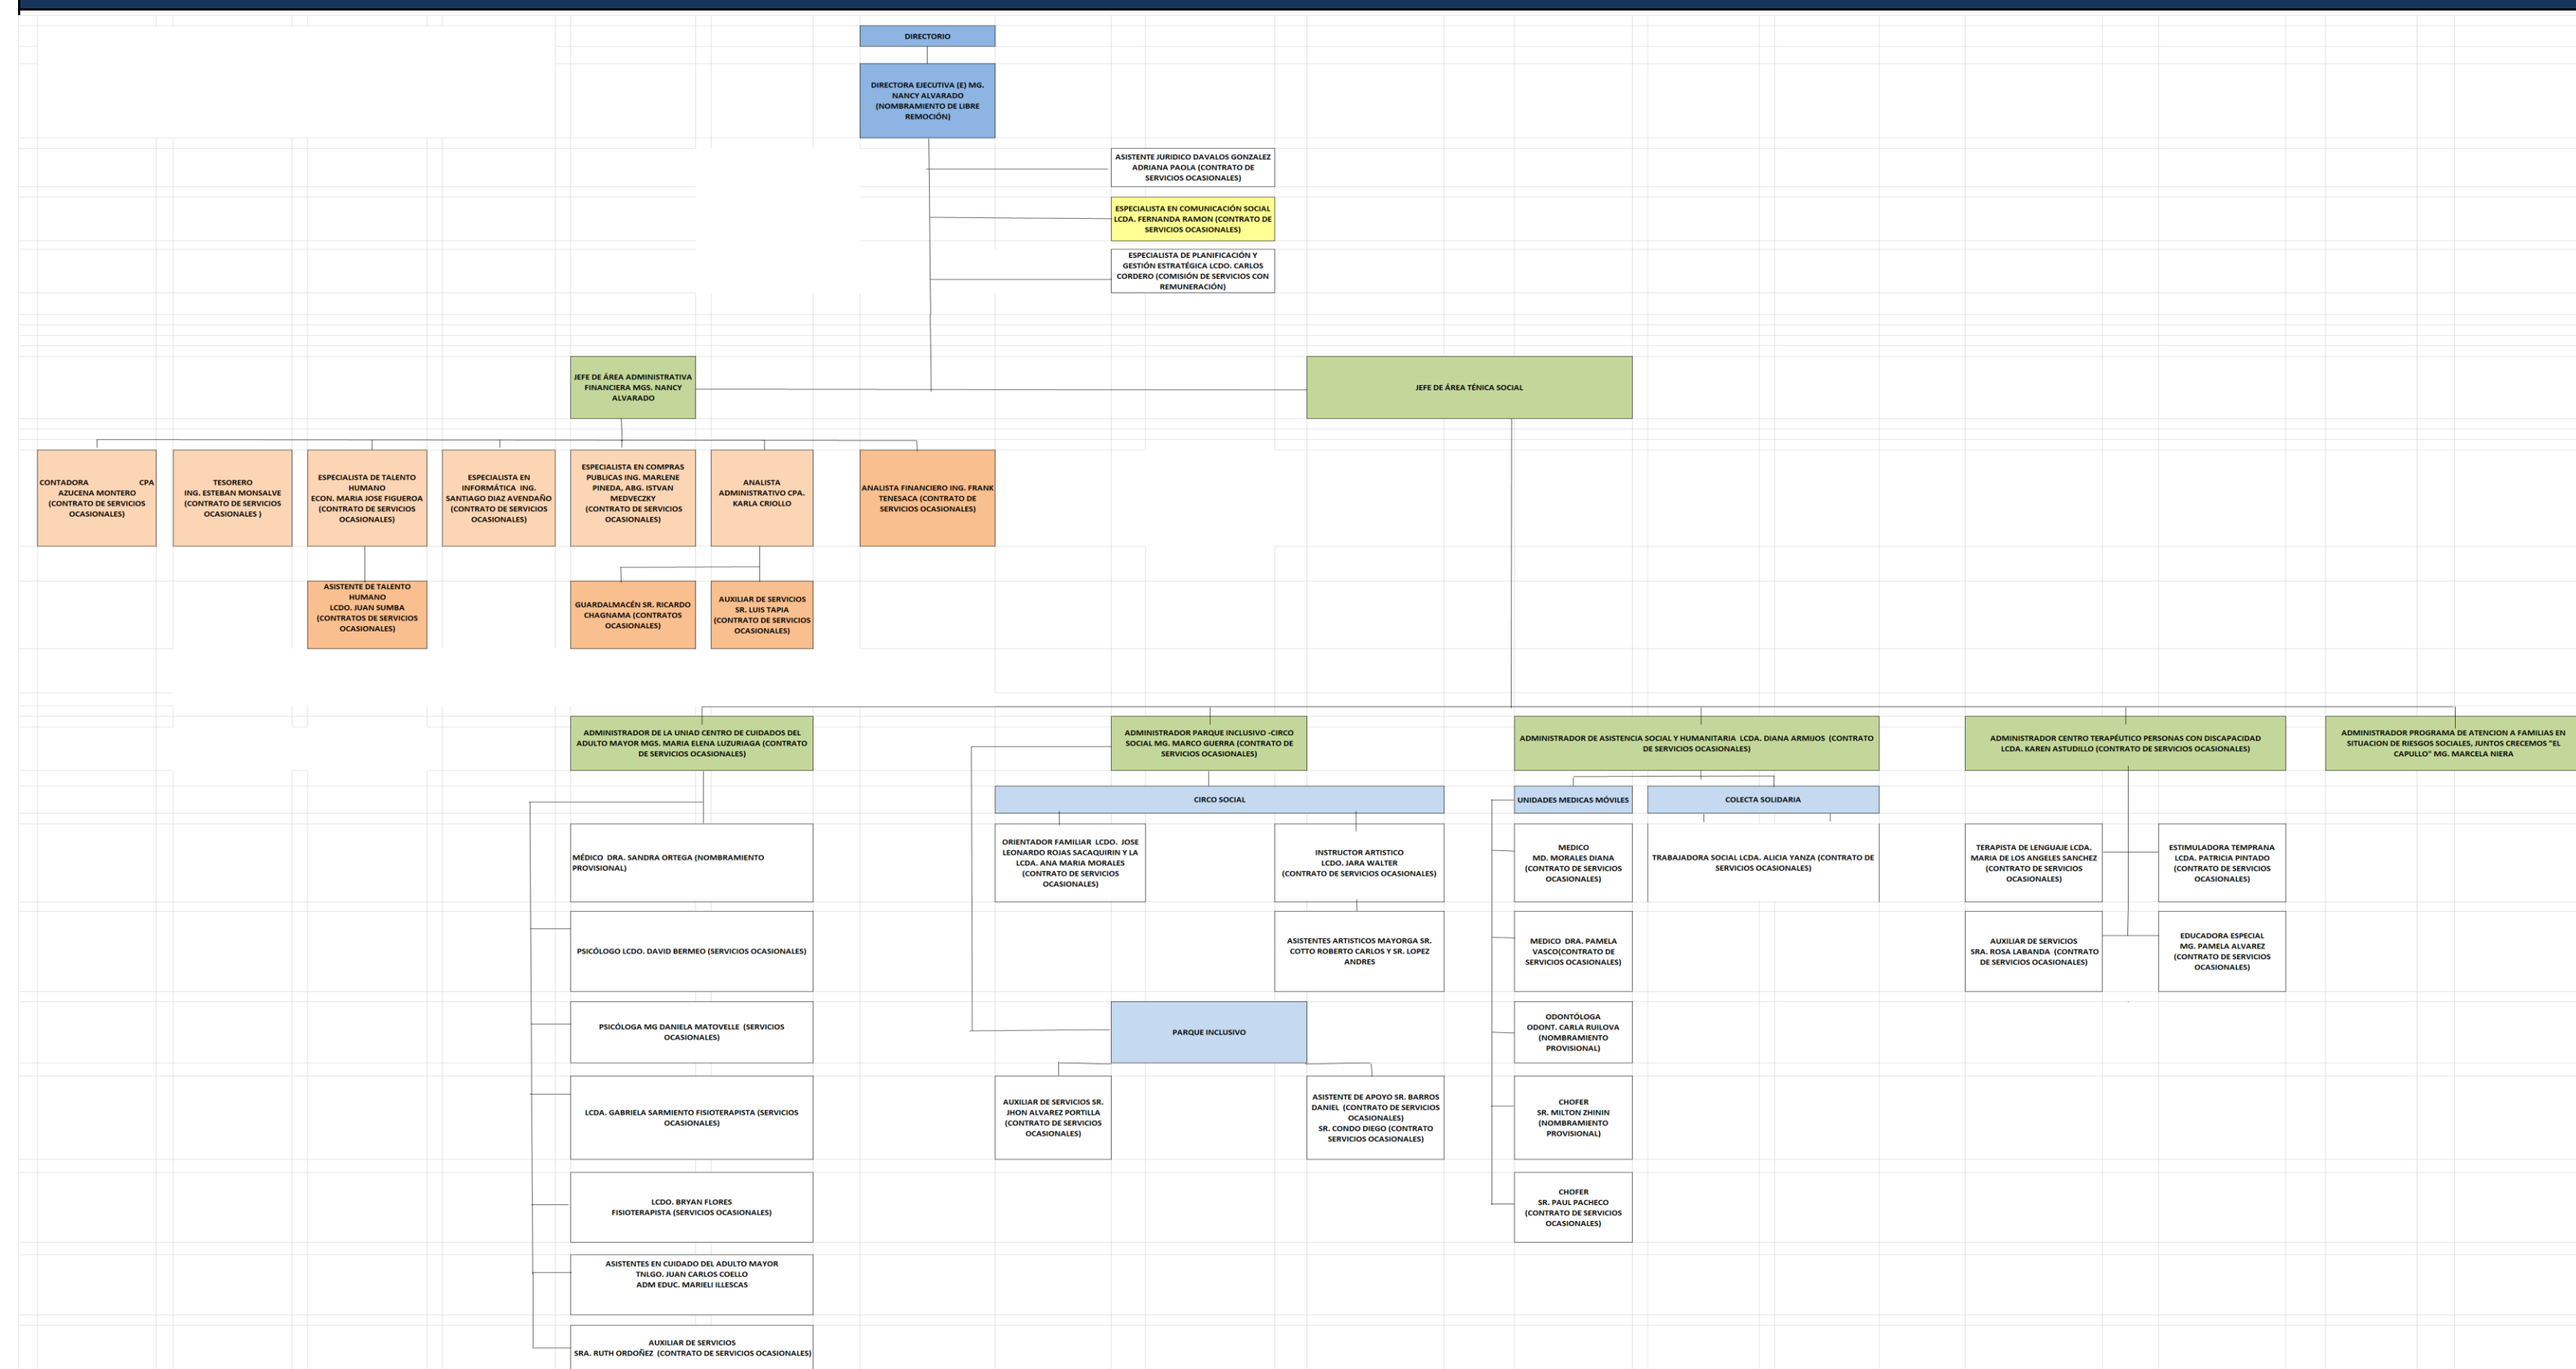 DIRECTORIO
DIRECTORA EJECUTIVA (E) MG.
NANCY ALVARADO
(NOMBRAMIENTO DE LIBRE
REMOCIÓN)
ASISTENTE JURIDICO DAVALOS GONZALEZ
ADRIANA PAOLA (CONTRATO DE
SERVICIOS OCASIONALES)
ESPECIALISTA EN COMUNICACIÓN SOCIAL
LCDA. FERNANDA RAMON (CONTRATO DE
SERVICIOS OCASIONALES)
ESPECIALISTA DE PLANIFICACIÓN Y
GESTIÓN ESTRATÉGICA LCDO. CARLOS
CORDERO (COMISIÓN DE SERVICIOS CON
REMUNERACIÓN)
JEFE DE ÁREA ADMINISTRATIVA
FINANCIERA MGS. NANCY
ALVARADO
JEFE DE ÁREA TÉNICA SOCIAL
CONTADORA CPA
AZUCENA MONTERO
(CONTRATO DE SERVICIOS
OCASIONALES)
TESORERO
ING. ESTEBAN MONSALVE
(CONTRATO DE SERVICIOS
OCASIONALES )
ESPECIALISTA DE TALENTO
HUMANO
ECON. MARIA JOSE FIGUEROA
(CONTRATO DE SERVICIOS
OCASIONALES)
ESPECIALISTA EN
INFORMÁTICA ING.
SANTIAGO DIAZ AVENDAÑO
(CONTRATO DE SERVICIOS
OCASIONALES)
ESPECIALISTA EN COMPRAS
PUBLICAS ING. MARLENE
PINEDA, ABG. ISTVAN
MEDVECZKY
(CONTRATO DE SERVICIOS
OCASIONALES)
ANALISTA
ADMINISTRATIVO CPA.
KARLA CRIOLLO
ANALISTA FINANCIERO ING. FRANK
TENESACA (CONTRATO DE
SERVICIOS OCASIONALES)
ASISTENTE DE TALENTO
HUMANO
LCDO. JUAN SUMBA
(CONTRATOS DE SERVICIOS
OCASIONALES)
GUARDALMACÉN SR. RICARDO
CHAGNAMA (CONTRATOS
OCASIONALES)
AUXILIAR DE SERVICIOS
SR. LUIS TAPIA
(CONTRATO DE SERVICIOS
OCASIONALES)
ADMINISTRADOR DE LA UNIAD CENTRO DE CUIDADOS DEL
ADULTO MAYOR MGS. MARIA ELENA LUZURIAGA (CONTRATO
DE SERVICIOS OCASIONALES)
ADMINISTRADOR PARQUE INCLUSIVO -CIRCO
SOCIAL MG. MARCO GUERRA (CONTRATO DE
SERVICIOS OCASIONALES)
ADMINISTRADOR DE ASISTENCIA SOCIAL Y HUMANITARIA LCDA. DIANA ARMIJOS (CONTRATO
DE SERVICIOS OCASIONALES)
ADMINISTRADOR CENTRO TERAPÉUTICO PERSONAS CON DISCAPACIDAD
LCDA. KAREN ASTUDILLO (CONTRATO DE SERVICIOS OCASIONALES)
ADMINISTRADOR PROGRAMA DE ATENCION A FAMILIAS EN
SITUACION DE RIESGOS SOCIALES, JUNTOS CRECEMOS "EL
CAPULLO" MG. MARCELA NIERA
CIRCO SOCIAL
UNIDADES MEDICAS MÓVILES
COLECTA SOLIDARIA
MÉDICO DRA. SANDRA ORTEGA (NOMBRAMIENTO
PROVISIONAL)
ORIENTADOR FAMILIAR LCDO. JOSE
LEONARDO ROJAS SACAQUIRIN Y LA
LCDA. ANA MARIA MORALES
(CONTRATO DE SERVICIOS
OCASIONALES)
INSTRUCTOR ARTISTICO
LCDO. JARA WALTER
(CONTRATO DE SERVICIOS OCASIONALES)
MEDICO
MD. MORALES DIANA
(CONTRATO DE SERVICIOS
OCASIONALES)
TRABAJADORA SOCIAL LCDA. ALICIA YANZA (CONTRATO DE
SERVICIOS OCASIONALES)
TERAPISTA DE LENGUAJE LCDA.
MARIA DE LOS ANGELES SANCHEZ
(CONTRATO DE SERVICIOS
OCASIONALES)
ESTIMULADORA TEMPRANA
LCDA. PATRICIA PINTADO
(CONTRATO DE SERVICIOS
OCASIONALES)
PSICÓLOGO LCDO. DAVID BERMEO (SERVICIOS OCASIONALES)
ASISTENTES ARTISTICOS MAYORGA SR.
COTTO ROBERTO CARLOS Y SR. LOPEZ
ANDRES
MEDICO DRA. PAMELA
VASCO(CONTRATO DE
SERVICIOS OCASIONALES)
AUXILIAR DE SERVICIOS
SRA. ROSA LABANDA (CONTRATO
DE SERVICIOS OCASIONALES)
EDUCADORA ESPECIAL
MG. PAMELA ALVAREZ
(CONTRATO DE SERVICIOS
OCASIONALES)
PSICÓLOGA MG DANIELA MATOVELLE (SERVICIOS
OCASIONALES)
PARQUE INCLUSIVO
ODONTÓLOGA
ODONT. CARLA RUILOVA
(NOMBRAMIENTO
PROVISIONAL)
LCDA. GABRIELA SARMIENTO FISIOTERAPISTA (SERVICIOS
OCASIONALES)
AUXILIAR DE SERVICIOS SR.
JHON ALVAREZ PORTILLA
(CONTRATO DE SERVICIOS
OCASIONALES)
ASISTENTE DE APOYO SR. BARROS
DANIEL (CONTRATO DE SERVICIOS
OCASIONALES)
SR. CONDO DIEGO (CONTRATO
SERVICIOS OCASIONALES)
CHOFER
SR. MILTON ZHININ
(NOMBRAMIENTO
PROVISIONAL)
LCDO. BRYAN FLORES
FISIOTERAPISTA (SERVICIOS OCASIONALES)
CHOFER
SR. PAUL PACHECO
(CONTRATO DE SERVICIOS
OCASIONALES)
ASISTENTES EN CUIDADO DEL ADULTO MAYOR
TNLGO. JUAN CARLOS COELLO
ADM EDUC. MARIELI ILLESCAS
AUXILIAR DE SERVICIOS
SRA. RUTH ORDOÑEZ (CONTRATO DE SERVICIOS OCASIONALES)